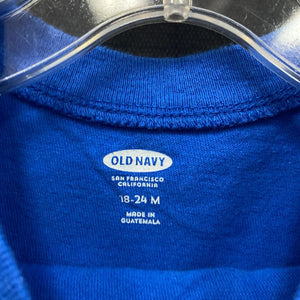 OLD NAVY
SAN FRANCISCO
CALIFORNIA
18-24 M
MADE IN
GUATEMALA